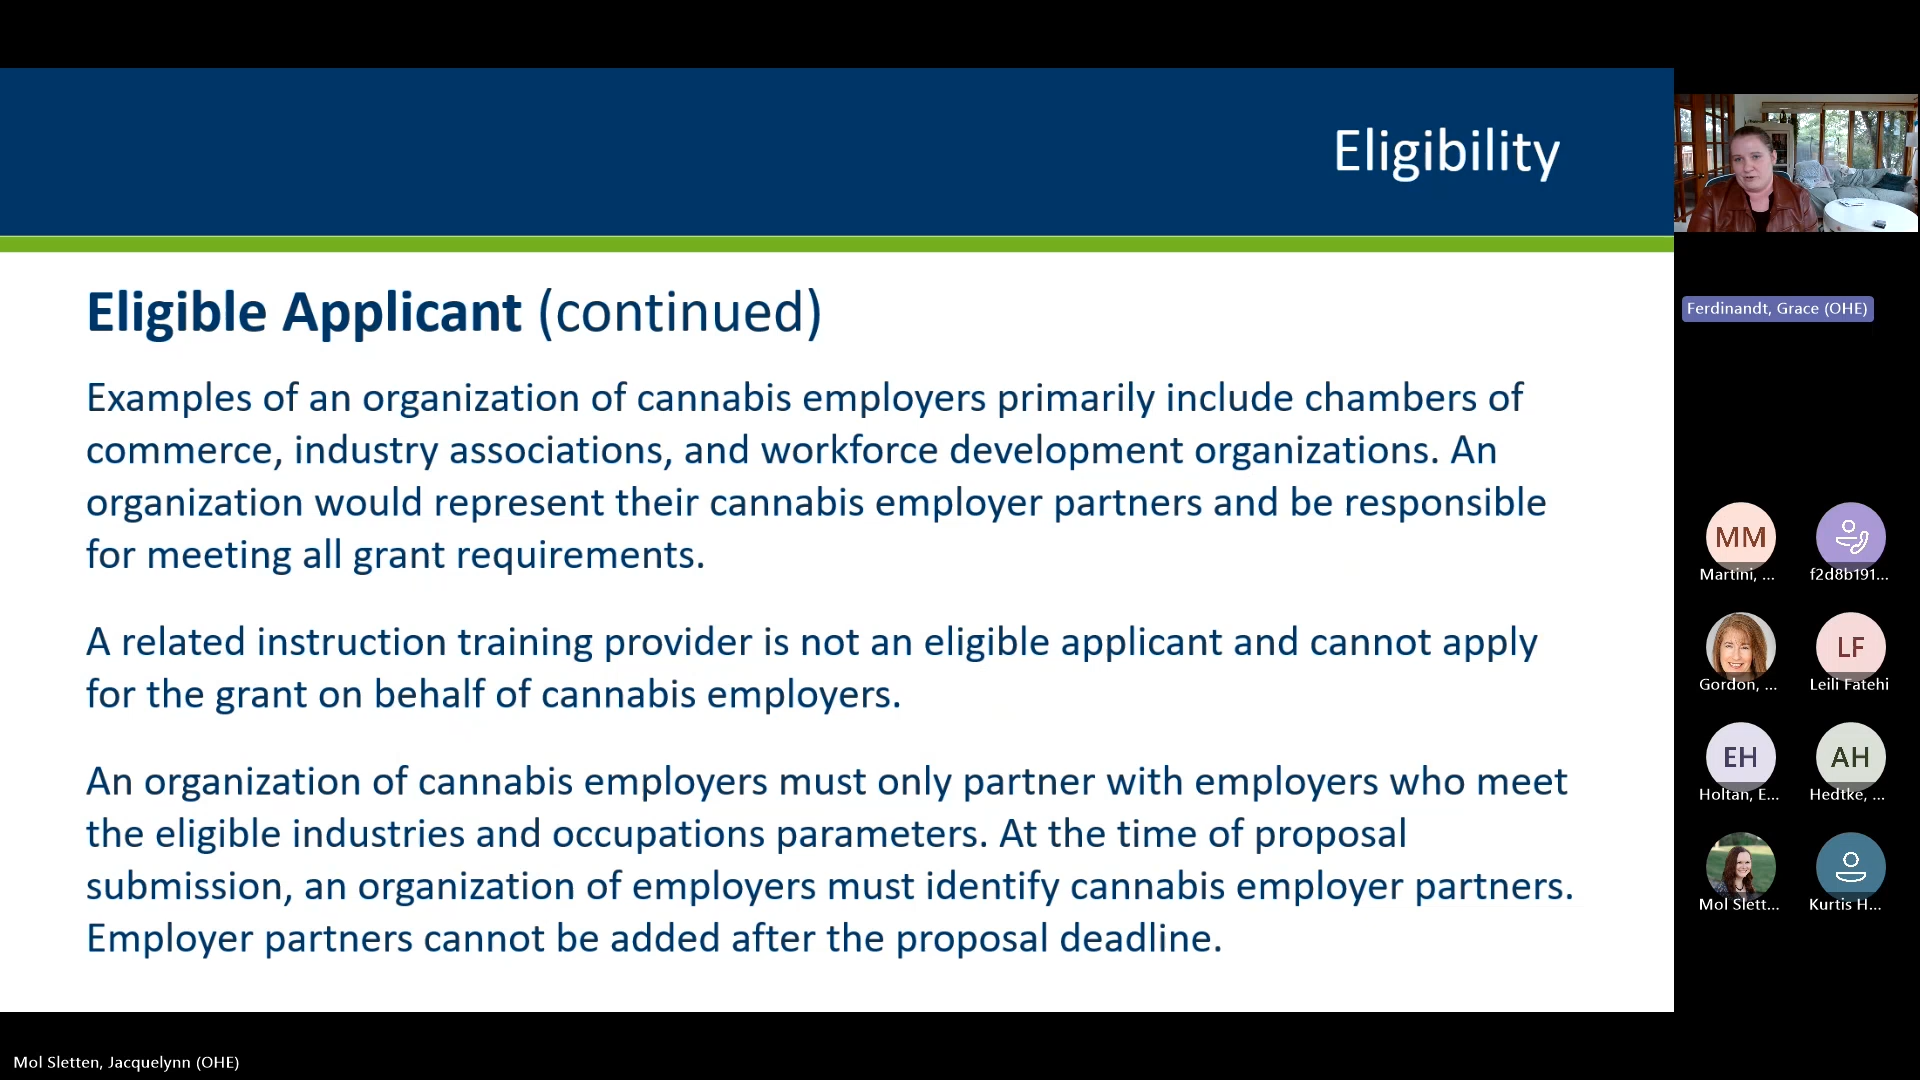 Eligibility
Eligible Applicant (continued)
Examples of an organization of cannabis employers primarily include chambers of
commerce, industry associations, and workforce development organizations. An
organization would represent their cannabis employer partners and be responsible
for meeting all grant requirements.
A related instruction training provider is not an eligible applicant and cannot apply
for the grant on behalf of cannabis employers.
An organization of cannabis employers must only partner with employers who meet
the eligible industries and occupations parameters. At the time of proposal
submission, an organization of employers must identify cannabis employer partners.
Employer partners cannot be added after the proposal deadline.
Ferdinandt, Grace (OHE)
MM
Martini, ...
f2d8b191...
Gordon, ...
LF
Leili Fatehi
EH
Holtan, E...
AH
Hedtke, ...
Mol Slett...
Kurtis H...
Mol Sletten, Jacquelynn (OHE)